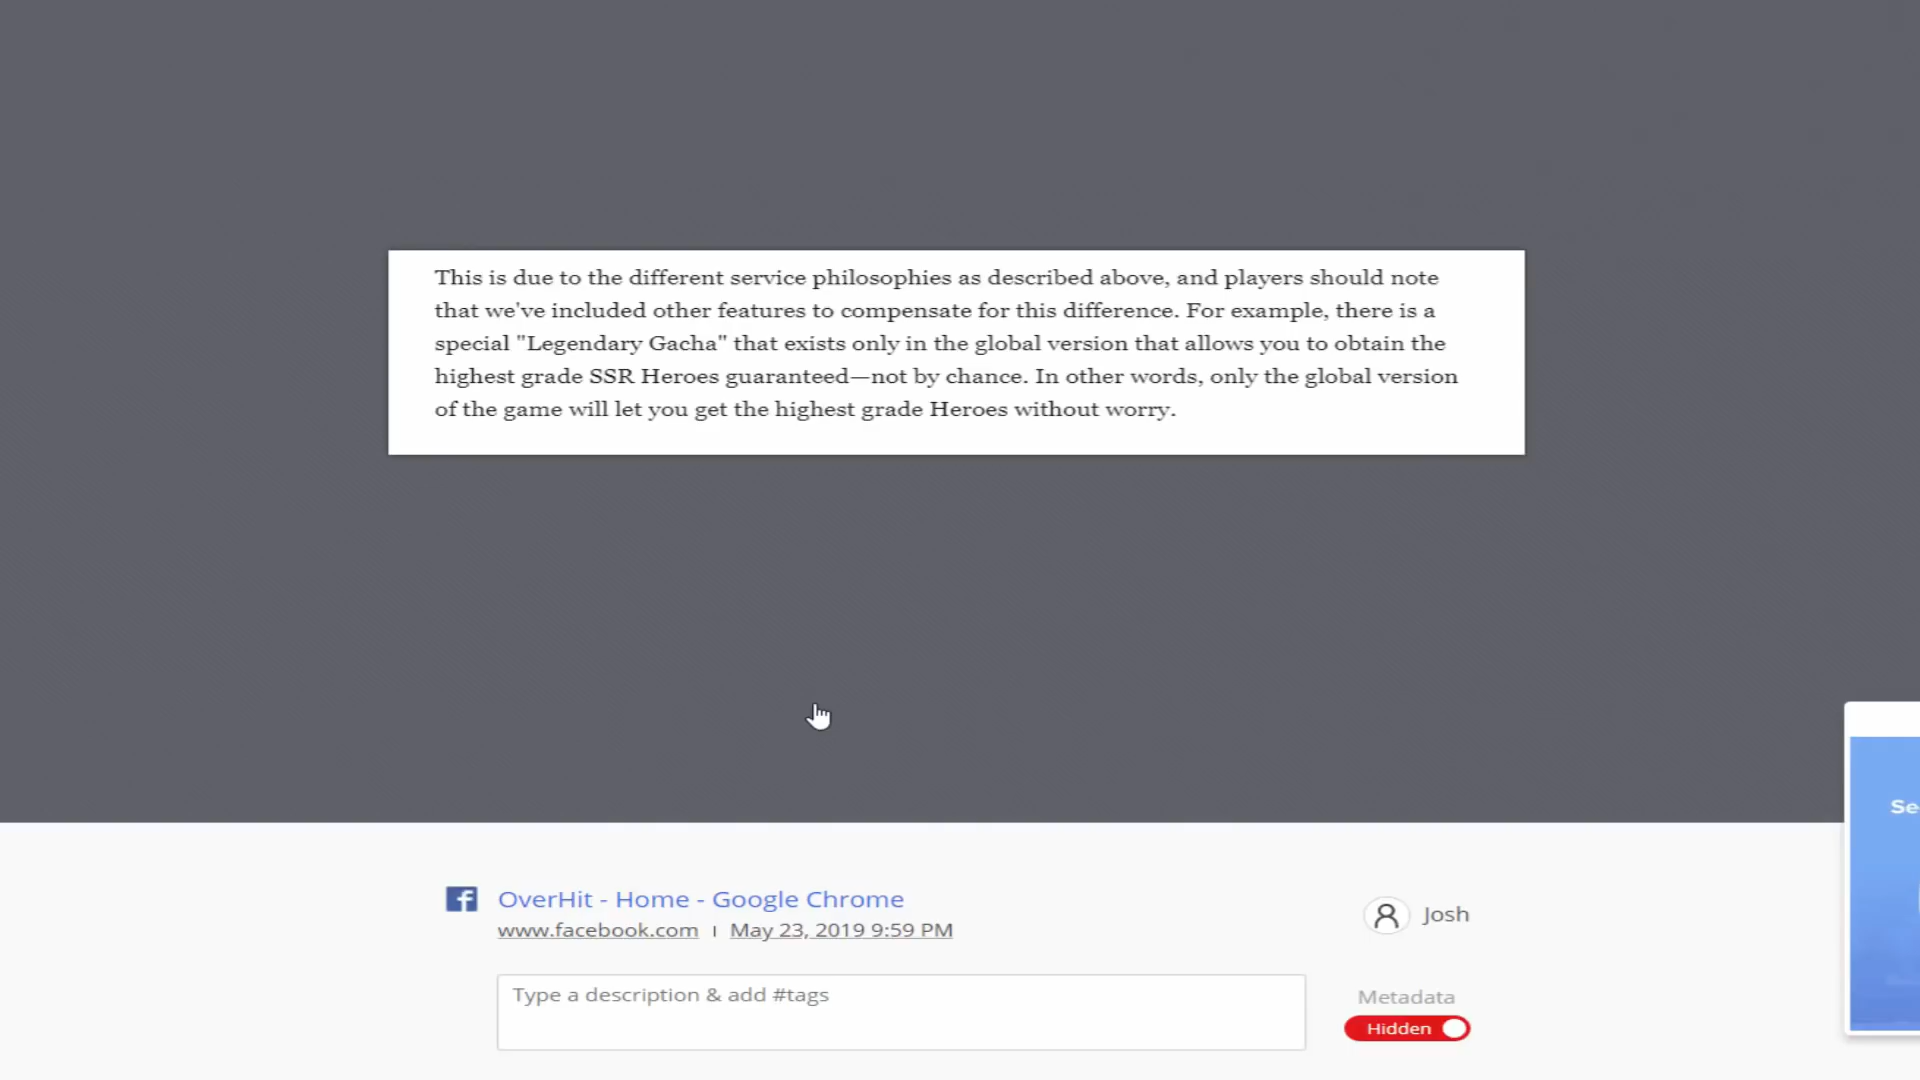 This is due to the different service philosophies as described above, and players should note
that we've included other features to compensate for this difference. For example, there is a
special "Legendary Gacha" that exists only in the global version that allows you to obtain the
highest grade SSR Heroes guaranteed—not by chance. In other words, only the global version
of the game will let you get the highest grade Heroes without worry.
Se
OverHit - Home - Google Chrome
www.facebook.com | May 23, 2019 9:59 PM
Josh
Type a description & add #tags
Metadata
Hidden